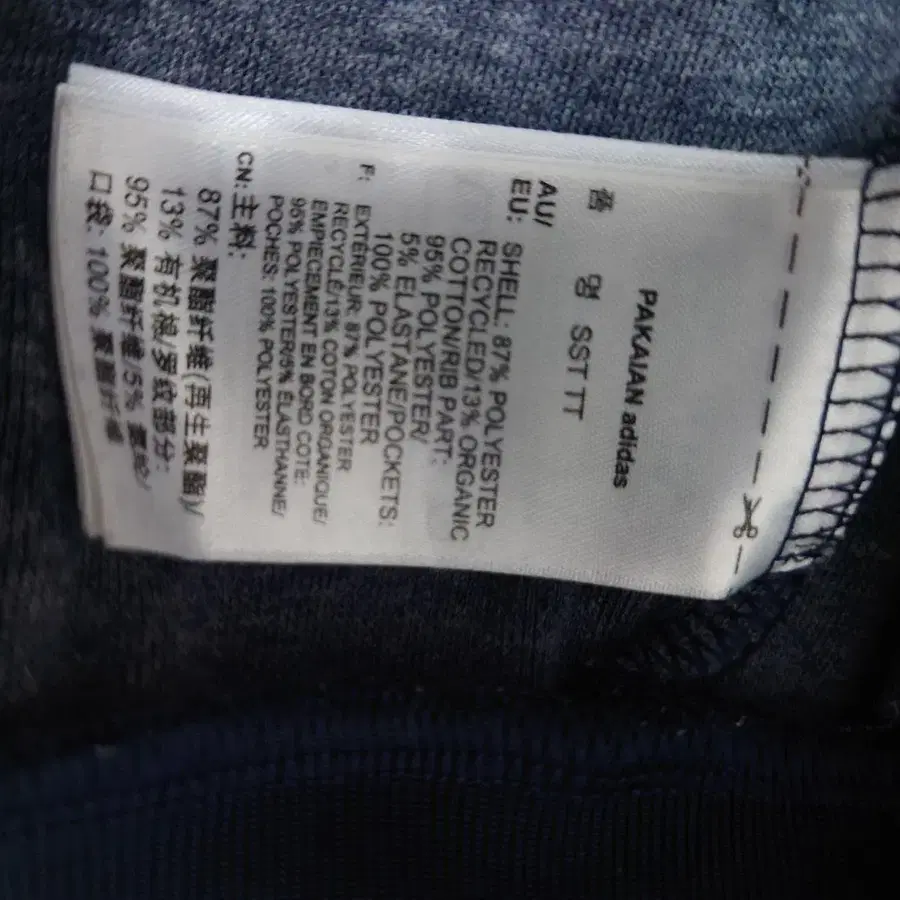 PAKAIAN adidas
품 명 SST TT
AU/
EU: SHELL: 87% POLYESTER
RECYCLED/13% ORGANIC
COTTON/RIB PART:
95% POLYESTER/
5% ELASTANE/POCKETS:
100% POLYESTER
F: EXTÉRIEUR: 87% POLYESTER
RECYCLÉ/13% COTON ORGANIQUE/
EMPIÈCEMENT EN BORD CÔTE:
95% POLYESTER/5% ÉLASTHANNE/
POCHES: 100% POLYESTER
CN: 主料:
87% 聚酯纤维(再生聚酯)/
13% 有机棉/罗纹部分:
95% 聚酯纤维/5% 氨纶/
口袋: 100% 聚酯纤维